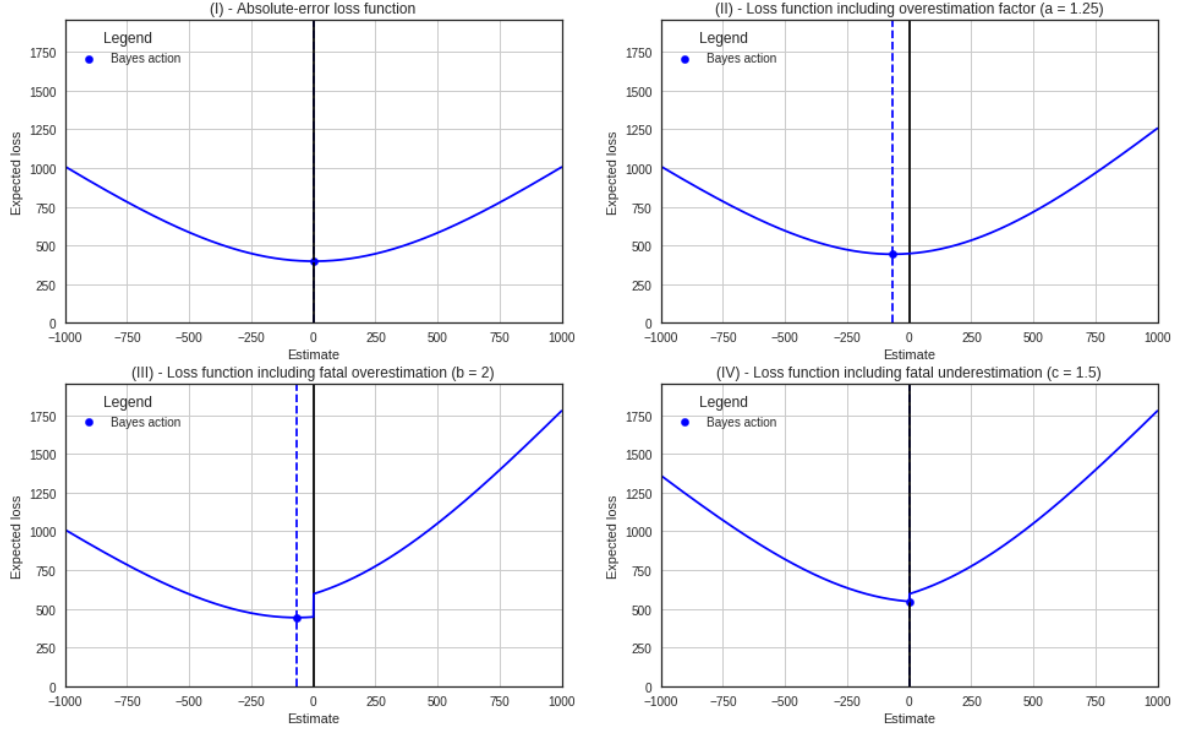 (I) - Absolute-error loss function
Legend
Bayes action
Expected loss
1750
1500
1250
1000
750
500
250
0
−1000 −750 −500 −250 0 250 500 750 1000
Estimate
(II) - Loss function including overestimation factor (a = 1.25)
Legend
Bayes action
Expected loss
1750
1500
1250
1000
750
500
250
0
−1000 −750 −500 −250 0 250 500 750 1000
Estimate
(III) - Loss function including fatal overestimation (b = 2)
Legend
Bayes action
Expected loss
1750
1500
1250
1000
750
500
250
0
−1000 −750 −500 −250 0 250 500 750 1000
Estimate
(IV) - Loss function including fatal underestimation (c = 1.5)
Legend
Bayes action
Expected loss
1750
1500
1250
1000
750
500
250
0
−1000 −750 −500 −250 0 250 500 750 1000
Estimate